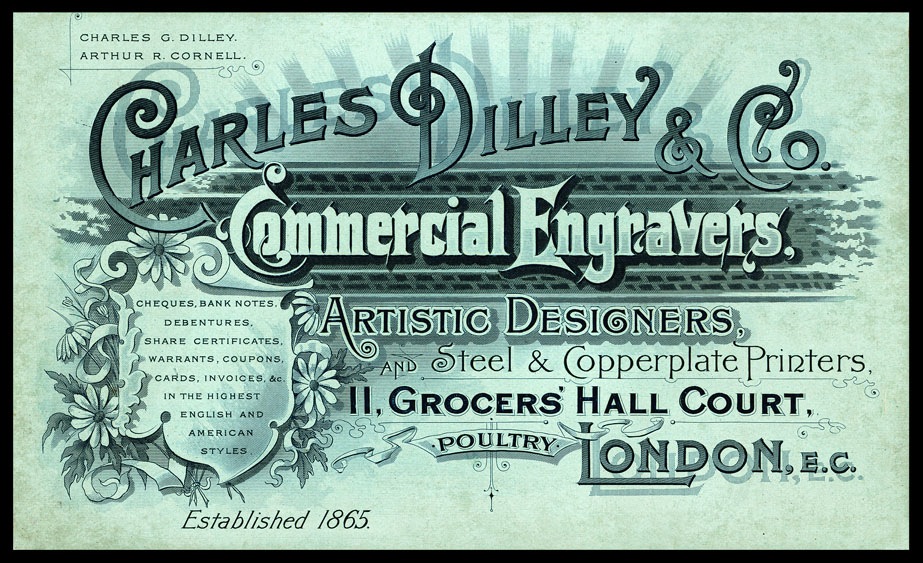 CHARLES G. DILLEY.
ARTHUR R. CORNELL.
CHARLES DILLEY & Co.
Commercial Engravers.
ARTISTIC DESIGNERS,
AND Steel & Copperplate Printers,
11, GROCERS' HALL COURT,
POULTRY
LONDON, E.C.
CHEQUES, BANK NOTES,
DEBENTURES,
SHARE CERTIFICATES,
WARRANTS, COUPONS,
CARDS, INVOICES, &c.
IN THE HIGHEST
ENGLISH AND
AMERICAN
STYLES.
Established 1865.